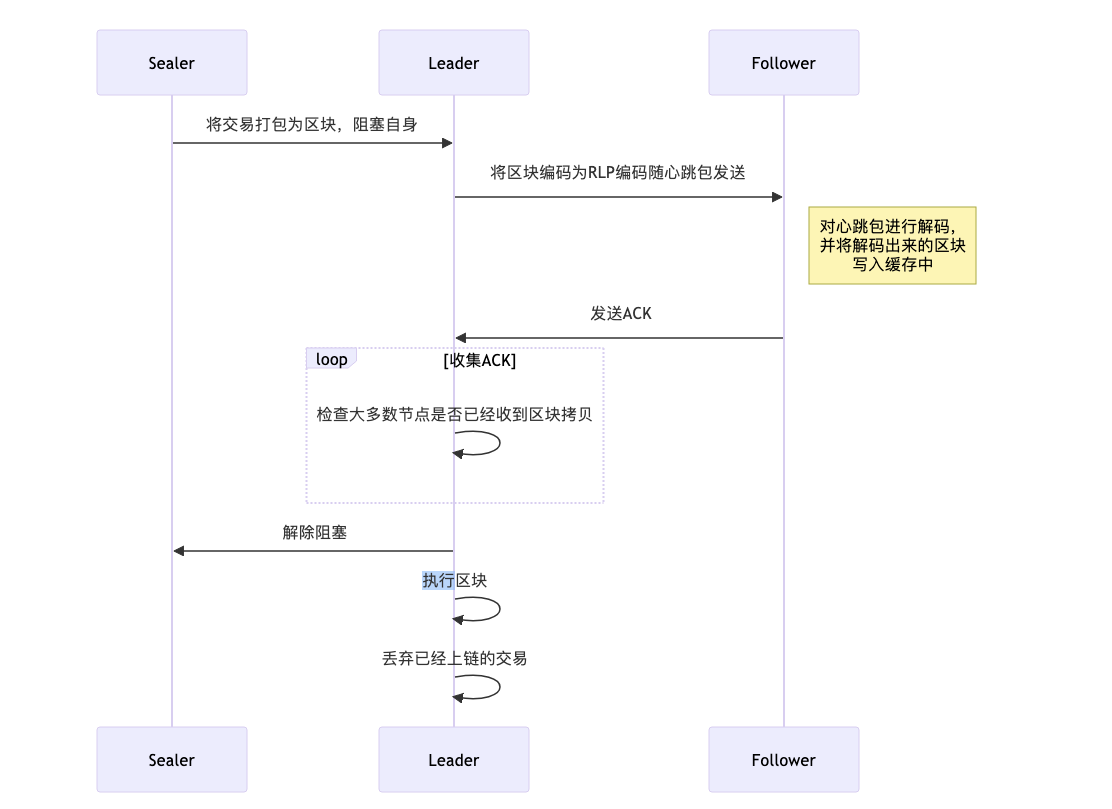 Sealer
Leader
Follower
将交易打包为区块，阻塞自身
将区块编码为RLP编码随心跳包发送
对心跳包进行解码，
并将解码出来的区块
写入缓存中
发送ACK
loop
[收集ACK]
检查大多数节点是否已经收到区块拷贝
解除阻塞
执行区块
丢弃已经上链的交易
Sealer
Leader
Follower